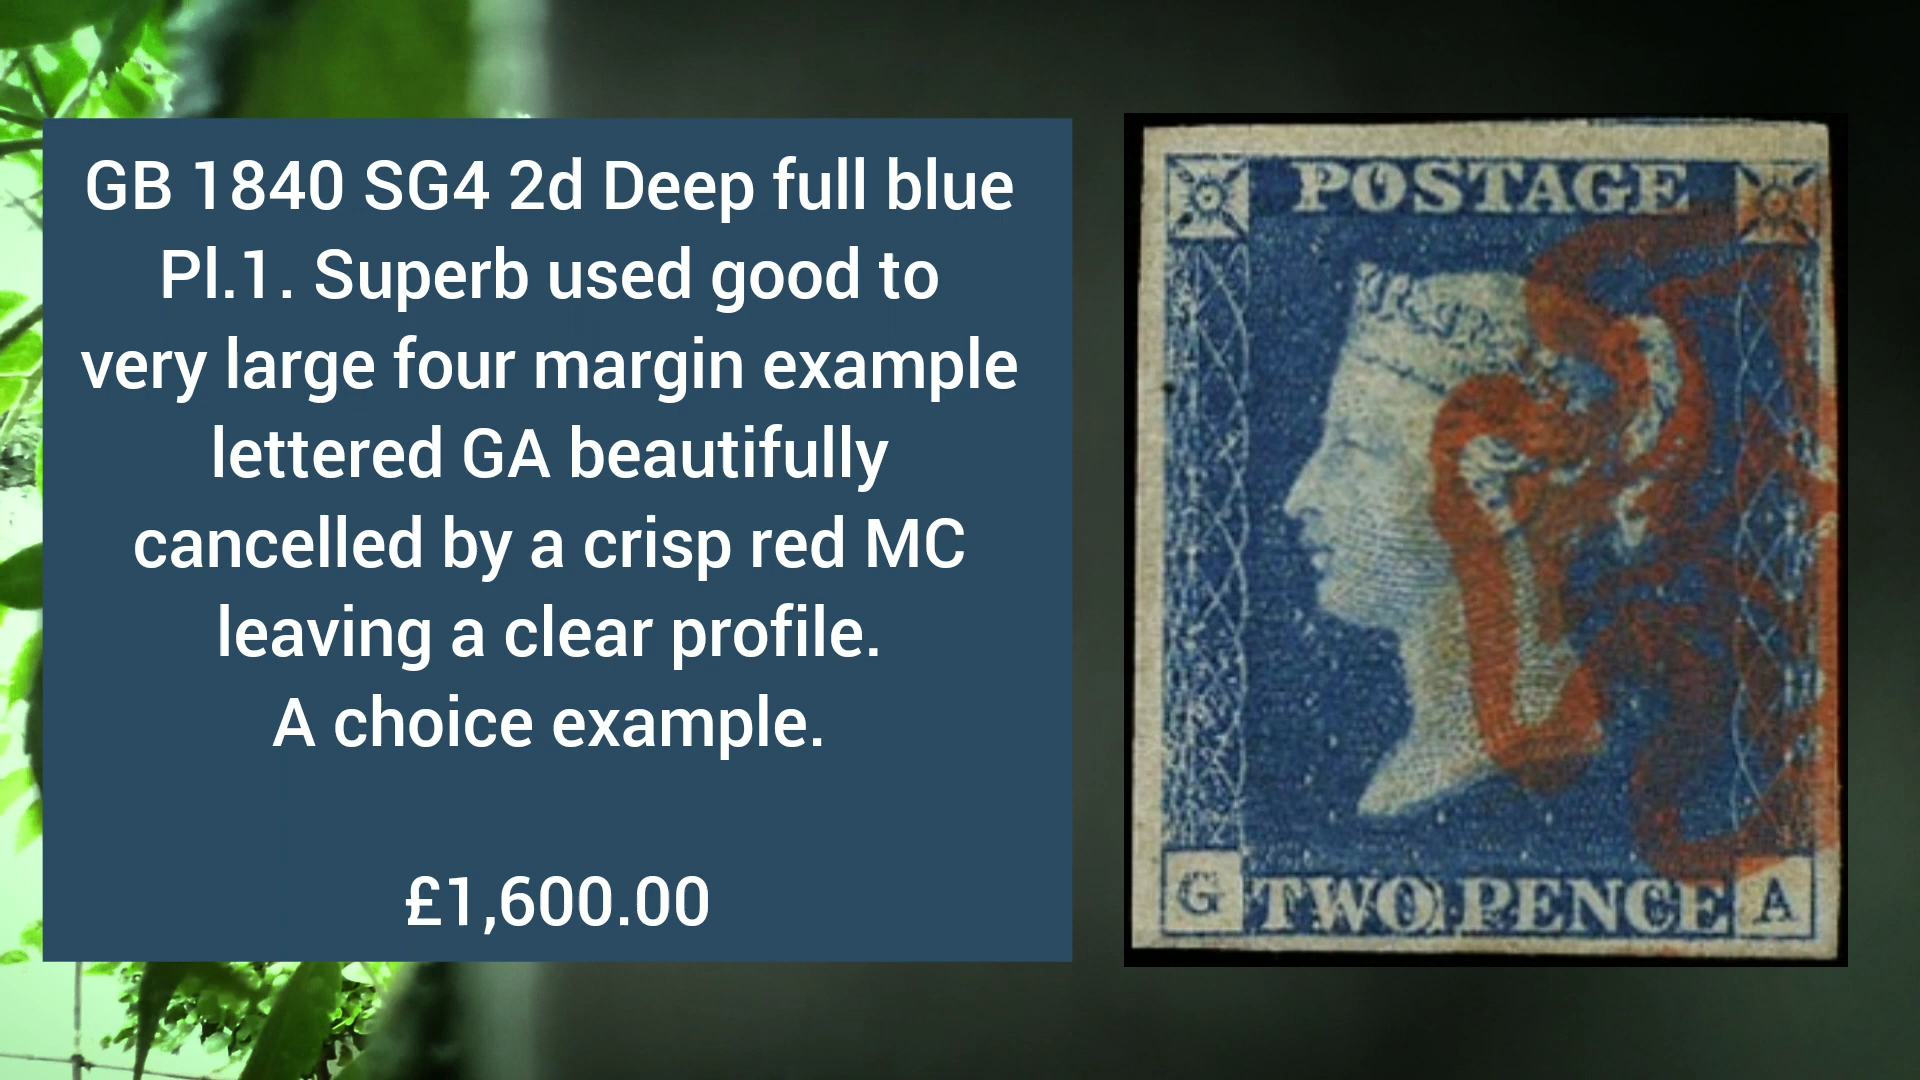 GB 1840 SG4 2d Deep full blue
Pl.1. Superb used good to
very large four margin example
lettered GA beautifully
cancelled by a crisp red MC
leaving a clear profile.
A choice example.
£1,600.00
POSTAGE
G TWO PENCE A